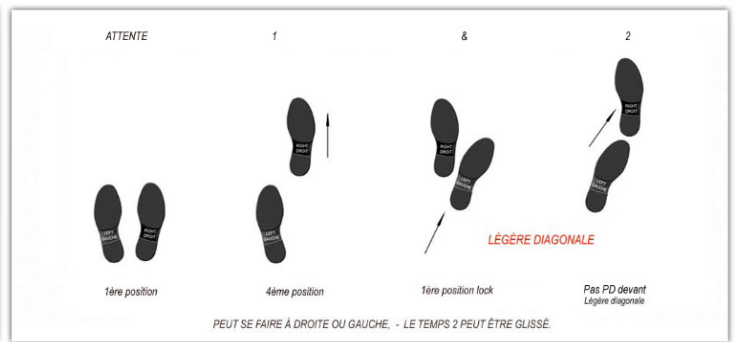 ATTENTE 1 & 2
RIGHT
DROIT
RIGHT
DROIT
RIGHT
DROIT
LEFT
GAUCHE
RIGHT
DROIT
LEFT
GAUCHE
LEFT
GAUCHE
LEFT
GAUCHE
LÉGÈRE DIAGONALE
1ère position
4ème position
1ère position lock
Pas PD devant
Légère diagonale
PEUT SE FAIRE À DROITE OU GAUCHE, - LE TEMPS 2 PEUT ÊTRE GLISSÉ.